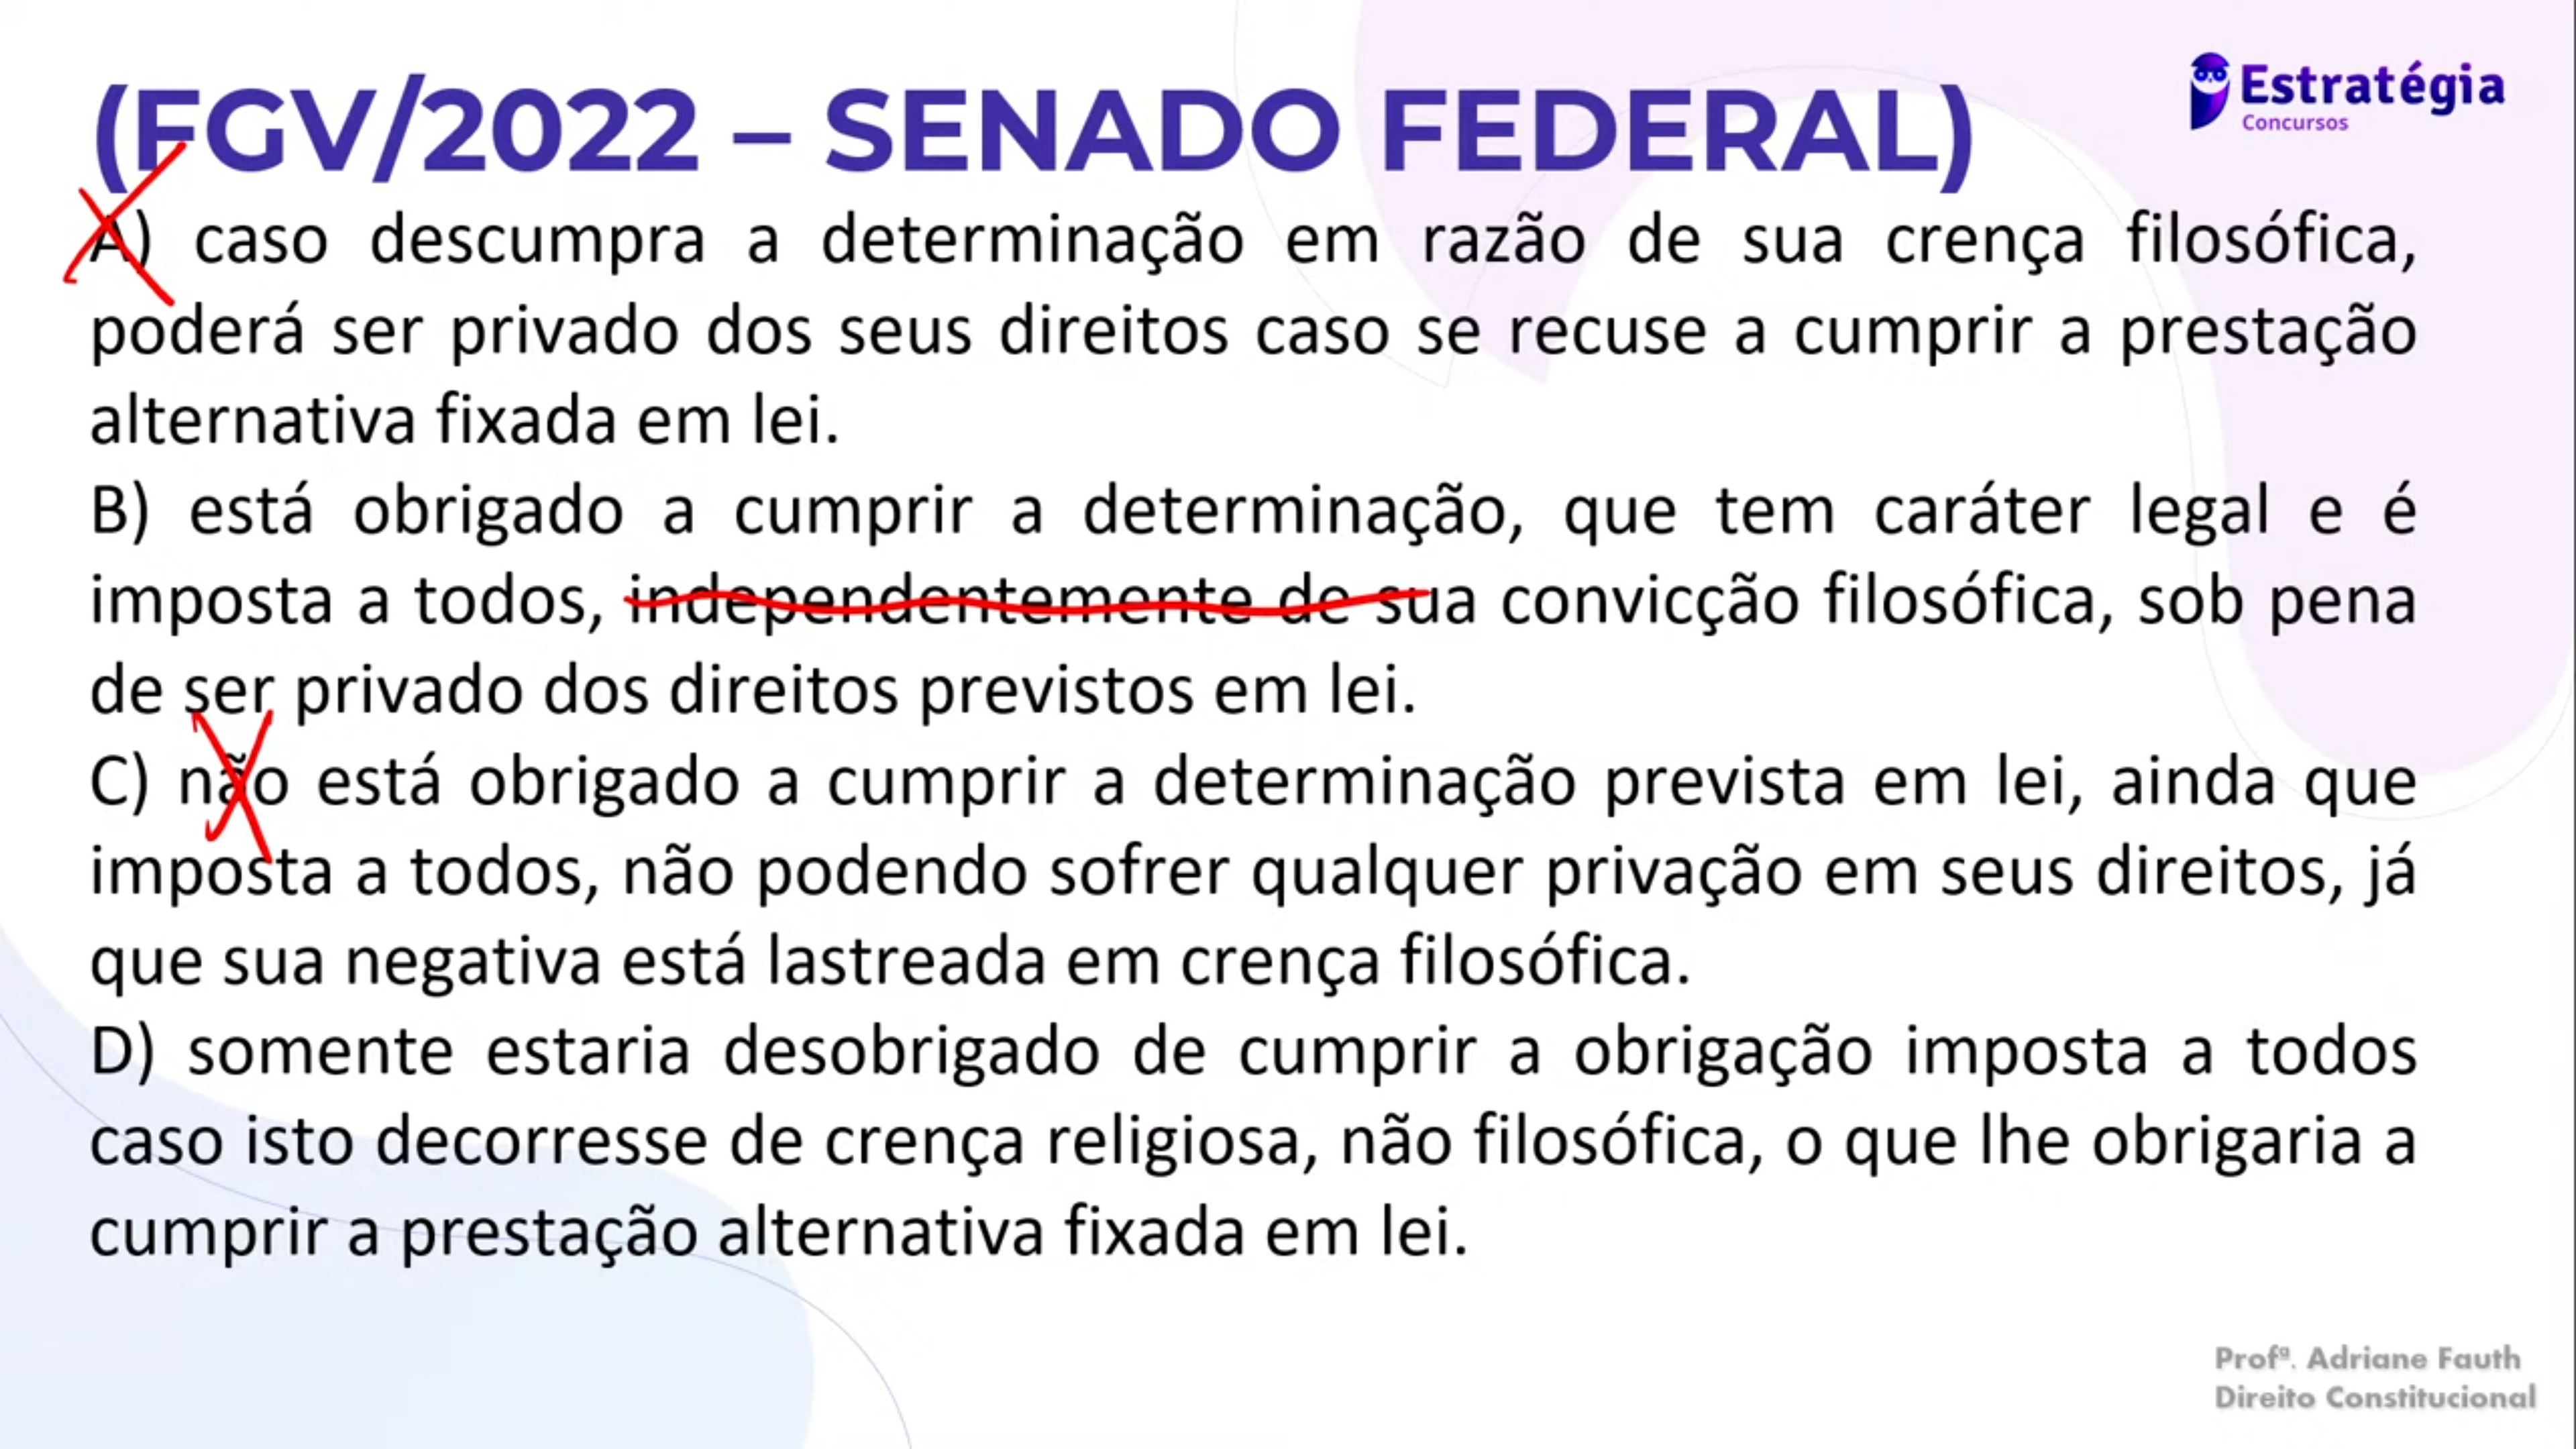 (FGV/2022 – SENADO FEDERAL)
Estratégia
Concursos
A) caso descumpra a determinação em razão de sua crença filosófica,
poderá ser privado dos seus direitos caso se recuse a cumprir a prestação
alternativa fixada em lei.
B) está obrigado a cumprir a determinação, que tem caráter legal e é
imposta a todos, independentemente de sua convicção filosófica, sob pena
de ser privado dos direitos previstos em lei.
C) não está obrigado a cumprir a determinação prevista em lei, ainda que
imposta a todos, não podendo sofrer qualquer privação em seus direitos, já
que sua negativa está lastreada em crença filosófica.
D) somente estaria desobrigado de cumprir a obrigação imposta a todos
caso isto decorresse de crença religiosa, não filosófica, o que lhe obrigaria a
cumprir a prestação alternativa fixada em lei.
Profª. Adriane Fauth
Direito Constitucional